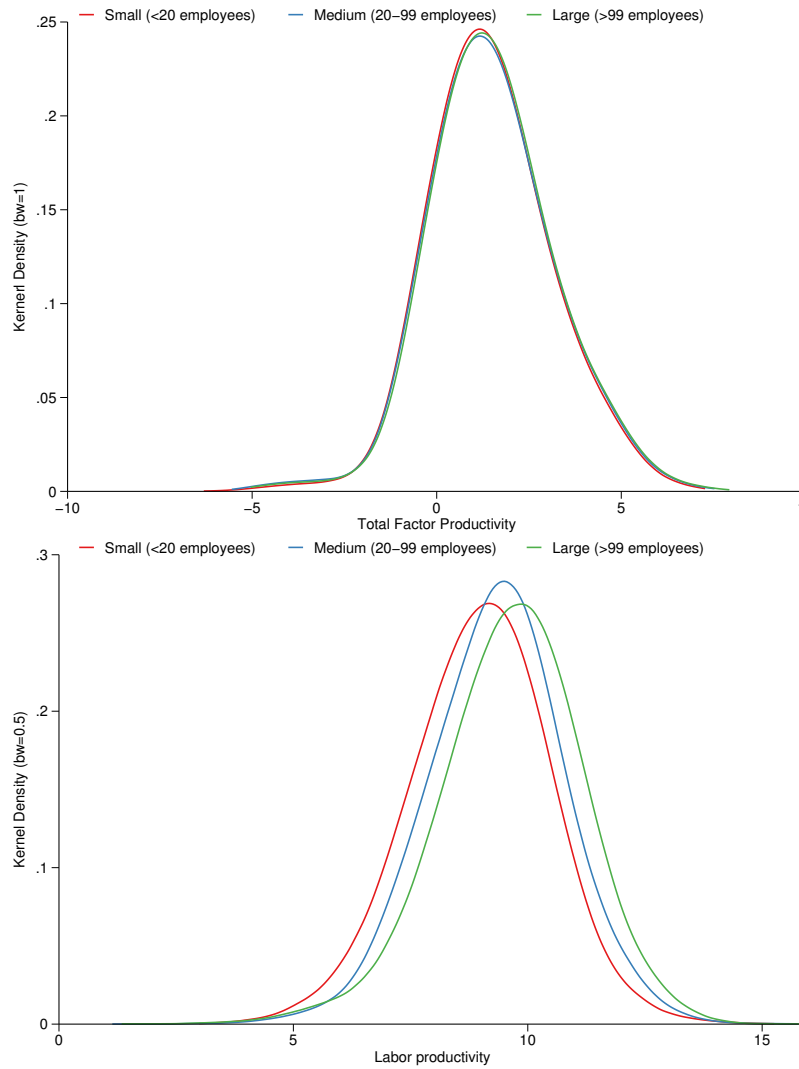 Small (<20 employees) Medium (20−99 employees) Large (>99 employees)
.25
.2
.15
.1
.05
0
Kernerl Density (bw=1)
−10 −5 0 5
Total Factor Productivity
Small (<20 employees) Medium (20−99 employees) Large (>99 employees)
.3
.2
.1
0
Kernel Density (bw=0.5)
0 5 10 15
Labor productivity